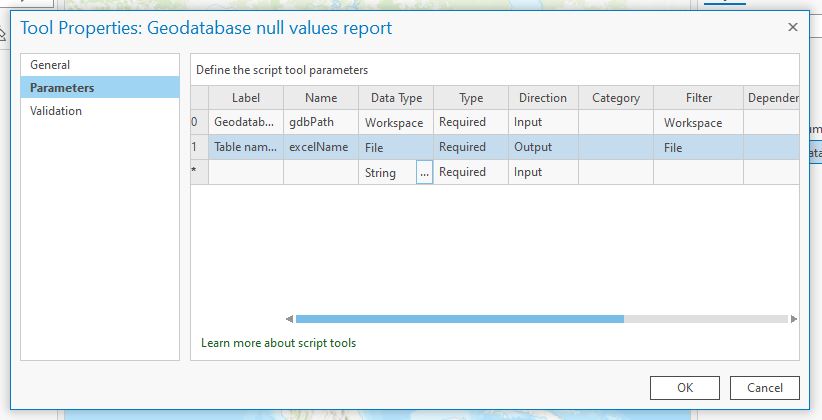 Tool Properties: Geodatabase null values report
General
Parameters
Validation
Define the script tool parameters
Label Name Data Type Type Direction Category Filter Depender
0 Geodatab... gdbPath Workspace Required Input Workspace
1 Table nam... excelName File Required Output File
* String ... Required Input
Learn more about script tools
OK Cancel